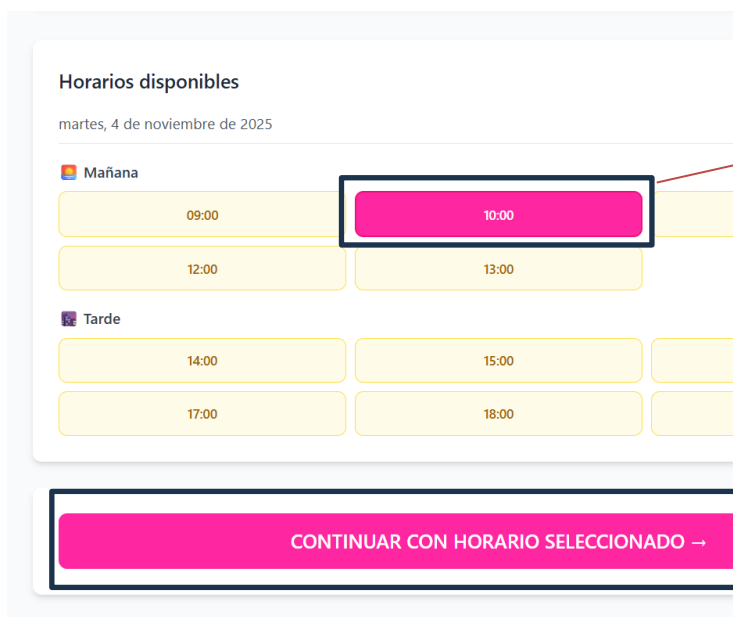 Horarios disponibles
martes, 4 de noviembre de 2025
Mañana
09:00 10:00
12:00 13:00
Tarde
14:00 15:00
17:00 18:00
CONTINUAR CON HORARIO SELECCIONADO →